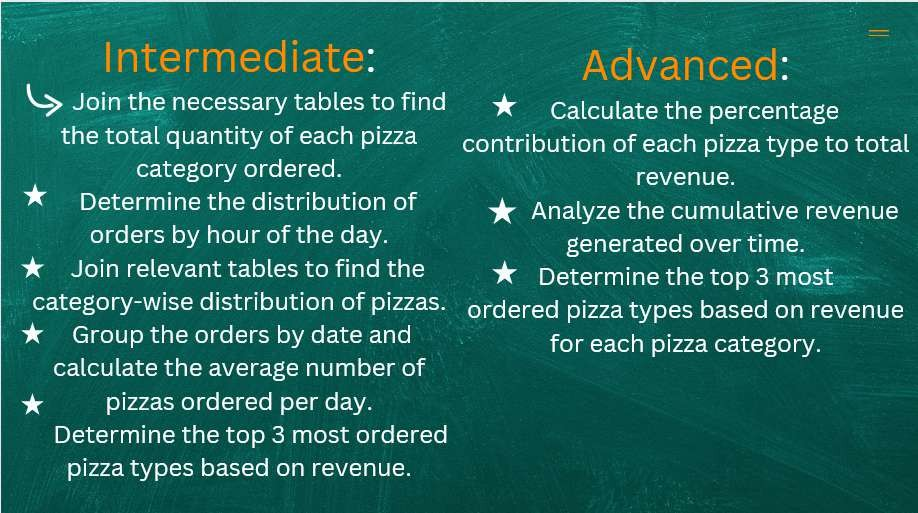 Intermediate:
Join the necessary tables to find
the total quantity of each pizza
category ordered.
Determine the distribution of
orders by hour of the day.
Join relevant tables to find the
category-wise distribution of pizzas.
Group the orders by date and
calculate the average number of
pizzas ordered per day.
Determine the top 3 most ordered
pizza types based on revenue.
Advanced:
Calculate the percentage
contribution of each pizza type to total
revenue.
Analyze the cumulative revenue
generated over time.
Determine the top 3 most
ordered pizza types based on revenue
for each pizza category.